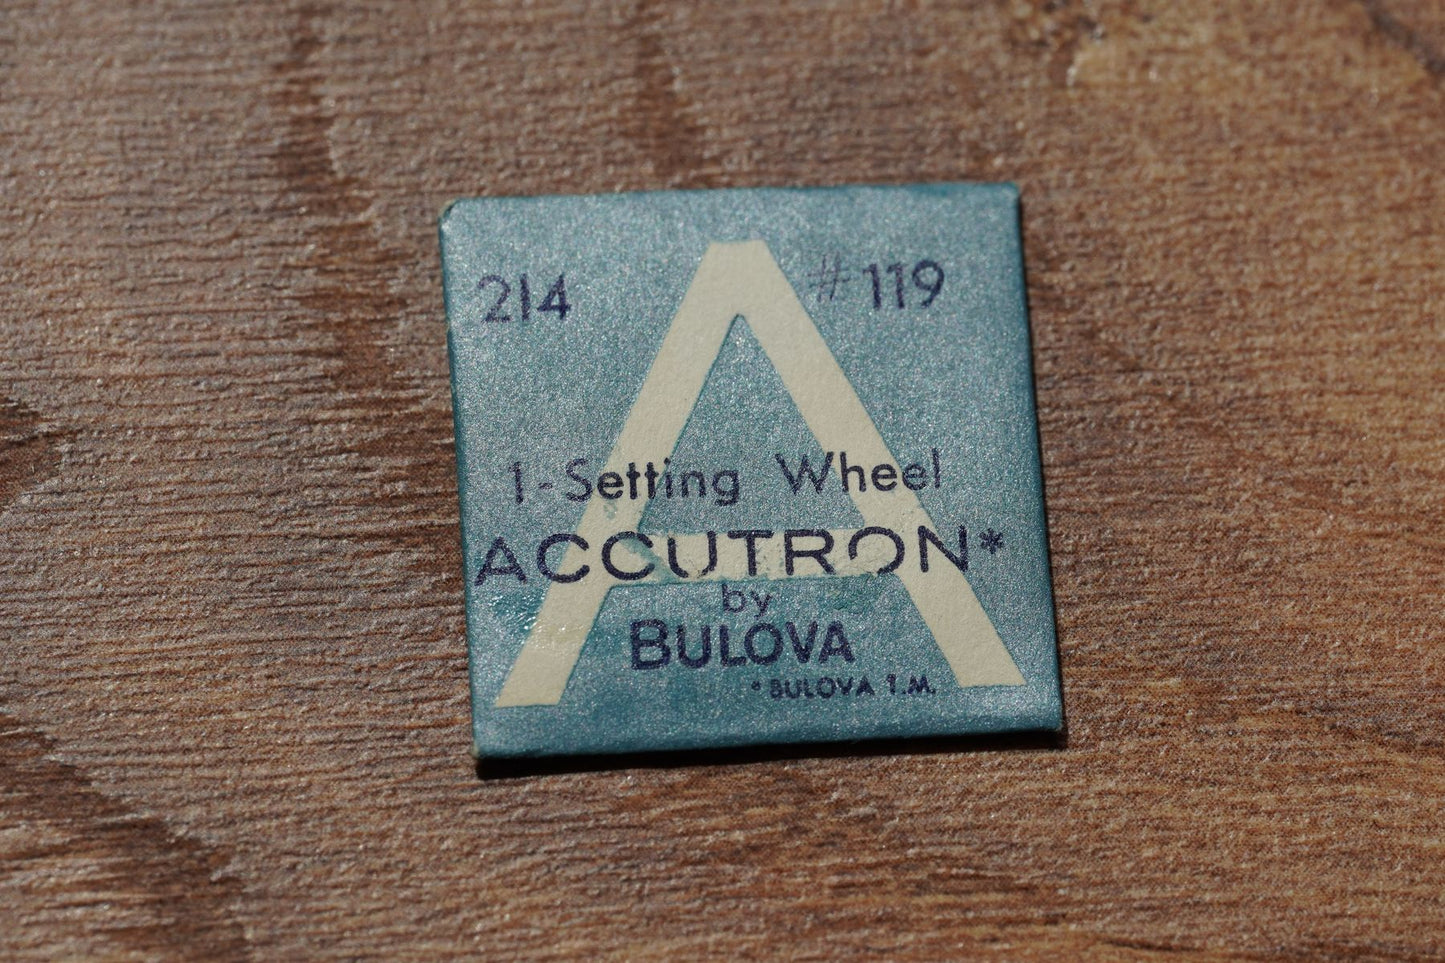 214 #119
1-Setting Wheel
ACCUTRON*
by
BULOVA
*BULOVA T.M.